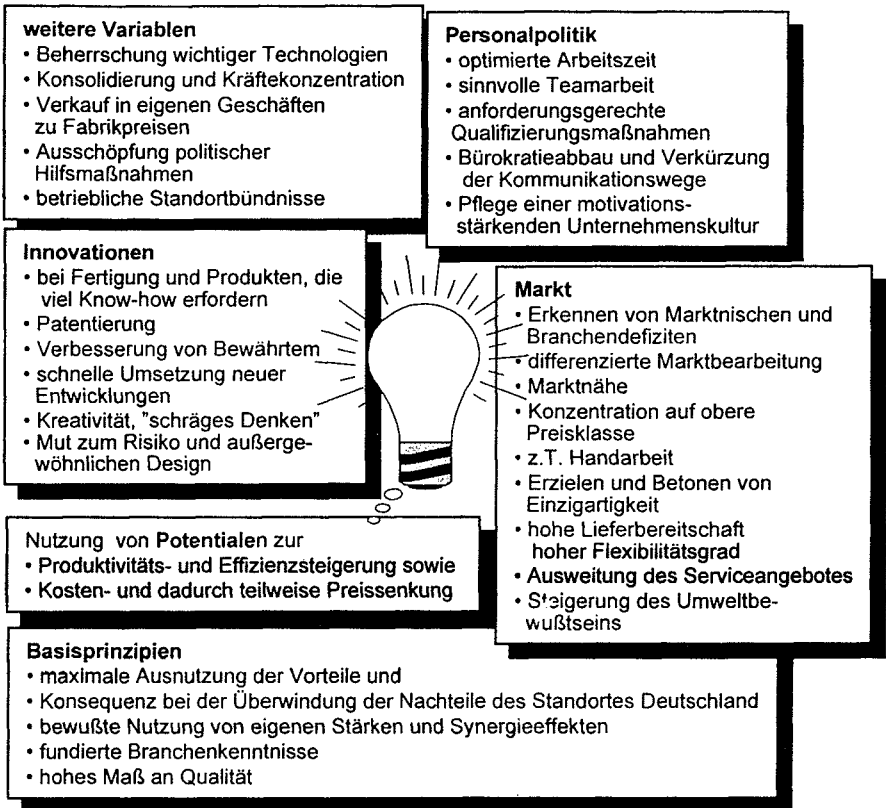 weitere Variablen
• Beherrschung wichtiger Technologien
• Konsolidierung und Kräftekonzentration
• Verkauf in eigenen Geschäften
zu Fabrikpreisen
• Ausschöpfung politischer
Hilfsmaßnahmen
• betriebliche Standortbündnisse
Personalpolitik
• optimierte Arbeitszeit
• sinnvolle Teamarbeit
• anforderungsgerechte
Qualifizierungsmaßnahmen
• Bürokratieabbau und Verkürzung
der Kommunikationswege
• Pflege einer motivations-
stärkenden Unternehmenskultur
Innovationen
• bei Fertigung und Produkten, die
viel Know-how erfordern
• Patentierung
• Verbesserung von Bewährtem
• schnelle Umsetzung neuer
Entwicklungen
• Kreativität, "schräges Denken"
• Mut zum Risiko und außerge-
wöhnlichen Design
Markt
• Erkennen von Marktnischen und
Branchendefiziten
• differenzierte Marktbearbeitung
• Marktnähe
• Konzentration auf obere
Preisklasse
• z.T. Handarbeit
• Erzielen und Betonen von
Einzigartigkeit
• hohe Lieferbereitschaft
hoher Flexibilitätsgrad
• Ausweitung des Serviceangebotes
• Steigerung des Umweltbe-
wußtseins
Nutzung von Potentialen zur
• Produktivitäts- und Effizienzsteigerung sowie
• Kosten- und dadurch teilweise Preissenkung
Basisprinzipien
• maximale Ausnutzung der Vorteile und
• Konsequenz bei der Überwindung der Nachteile des Standortes Deutschland
• bewußte Nutzung von eigenen Stärken und Synergieeffekten
• fundierte Branchenkenntnisse
• hohes Maß an Qualität